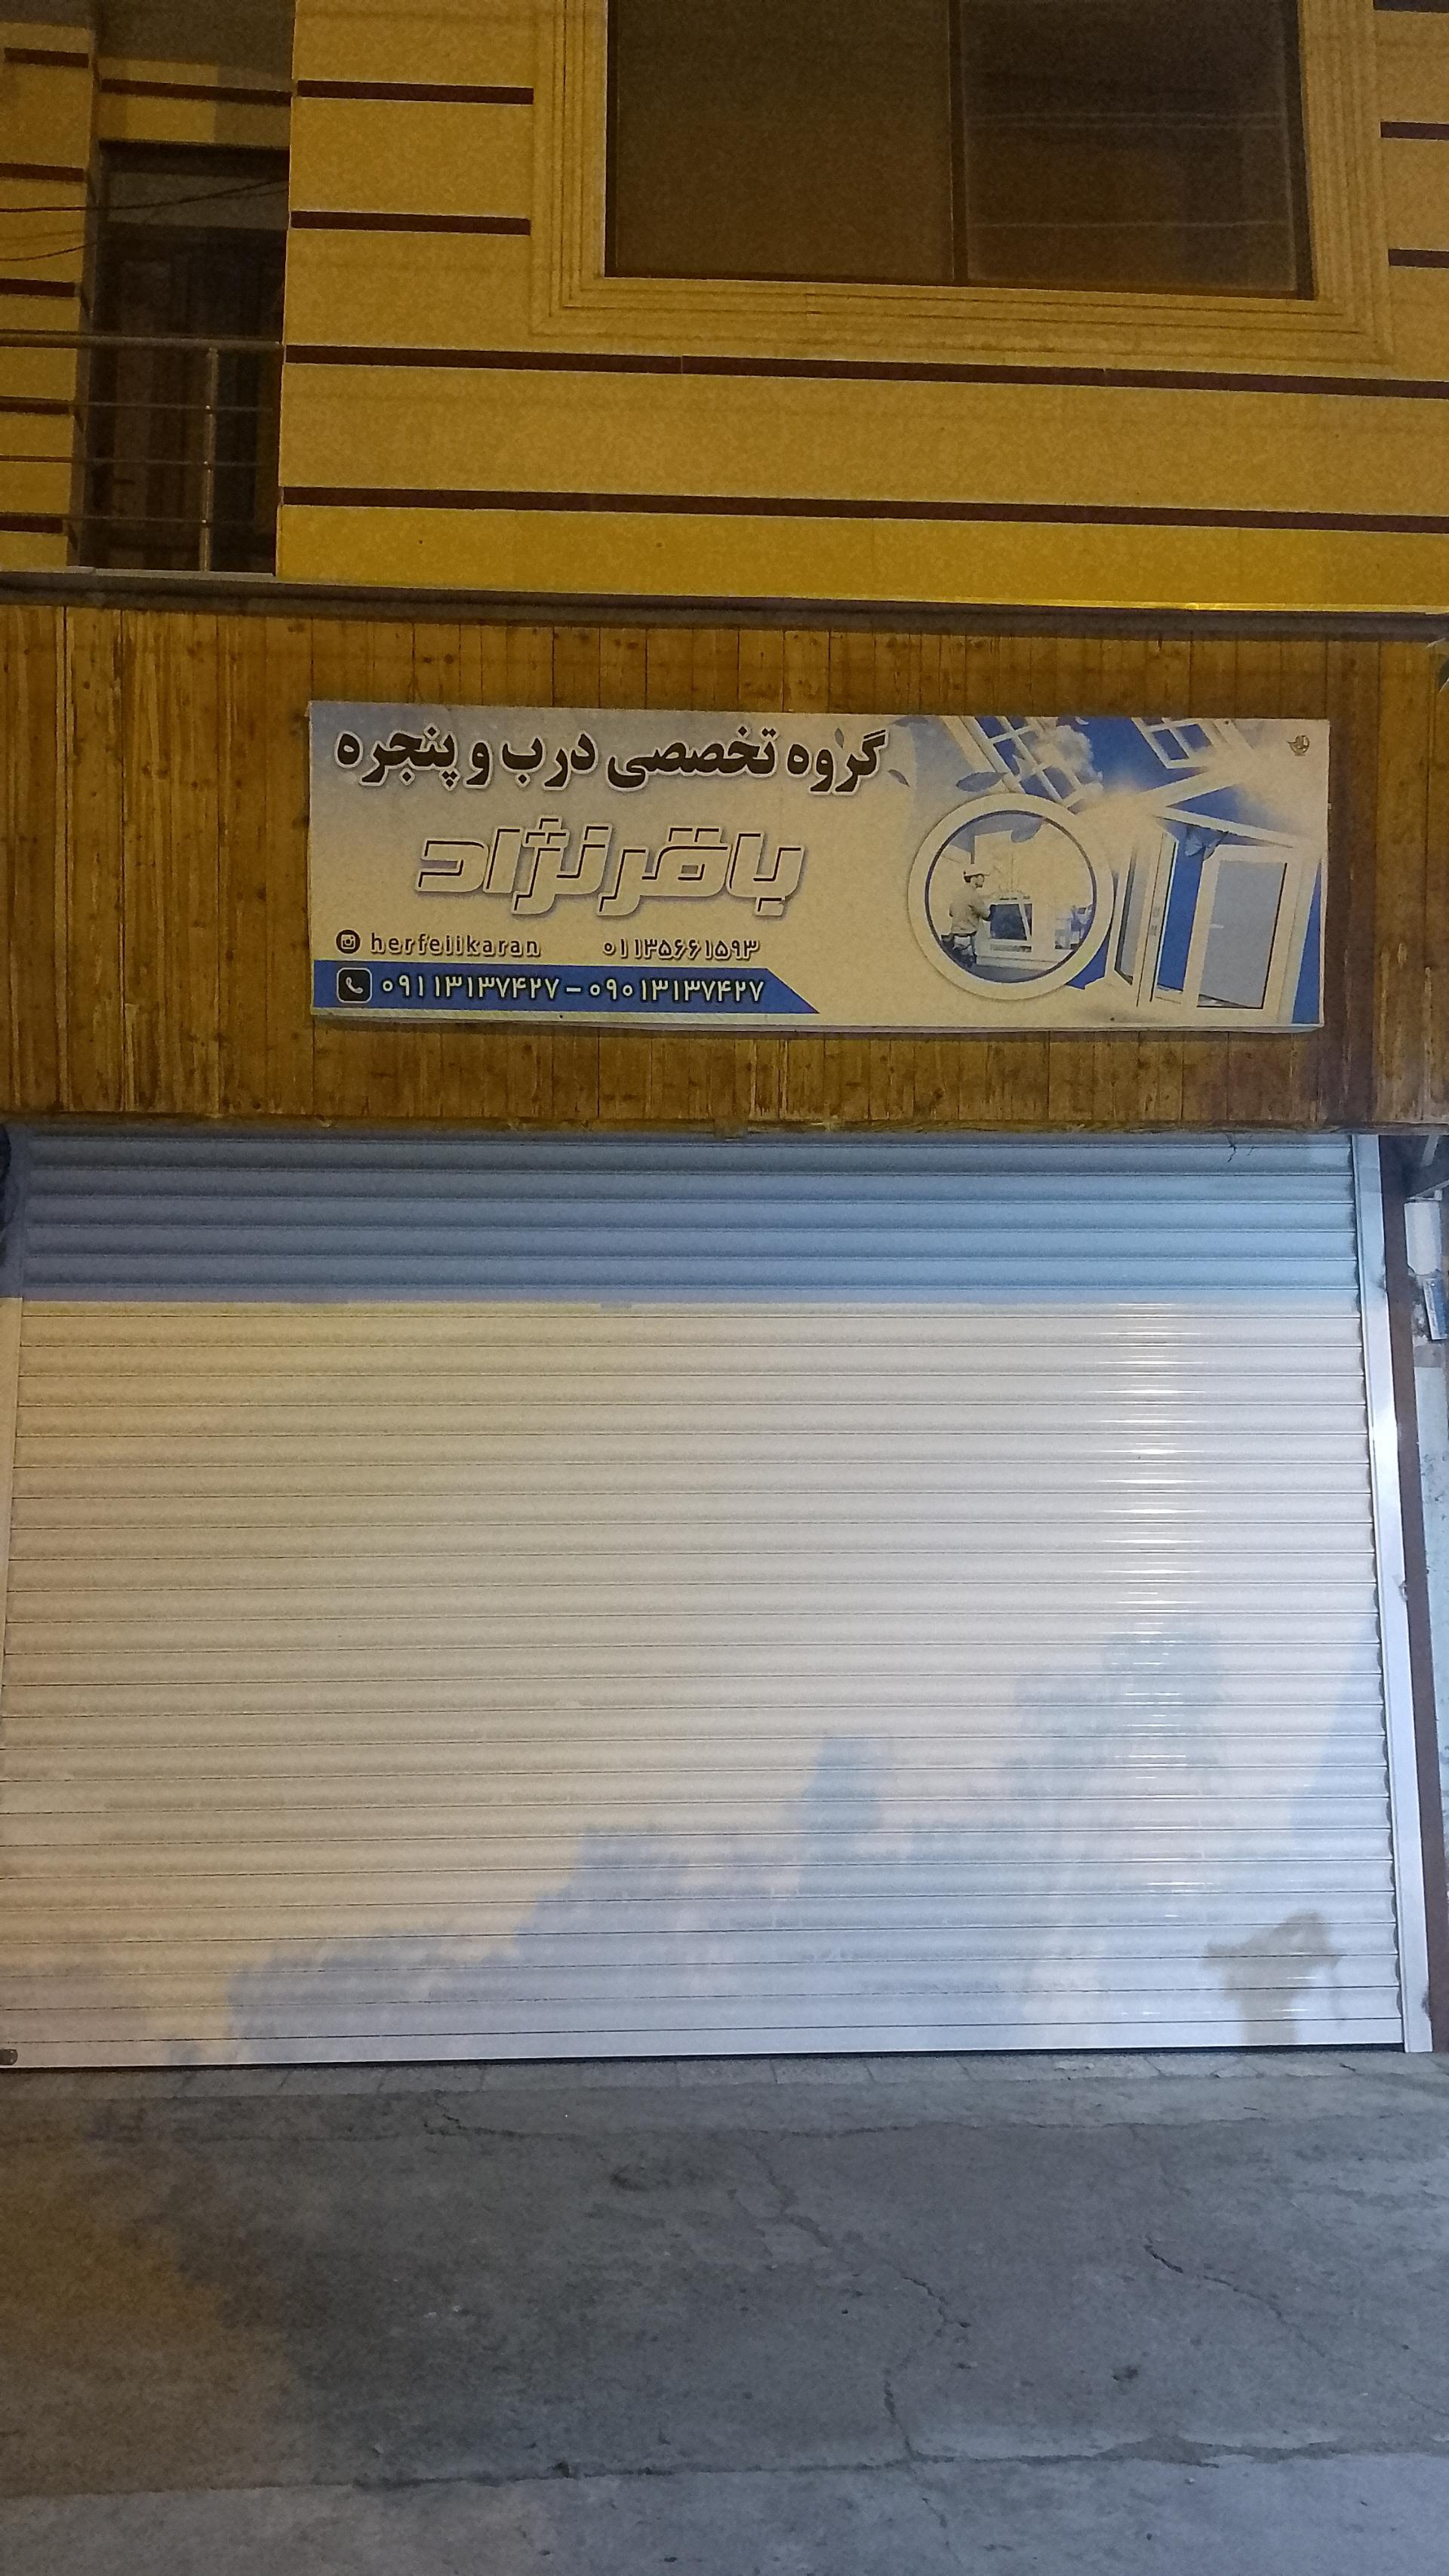 گروه تخصصی درب و پنجره
باقرنژاد
herfeiikaran ۰۱۱۳۵۶۶۱۵۹۳
۰۹۱۱۳۱۳۷۴۲۷ - ۰۹۰۱۳۱۳۷۴۲۷